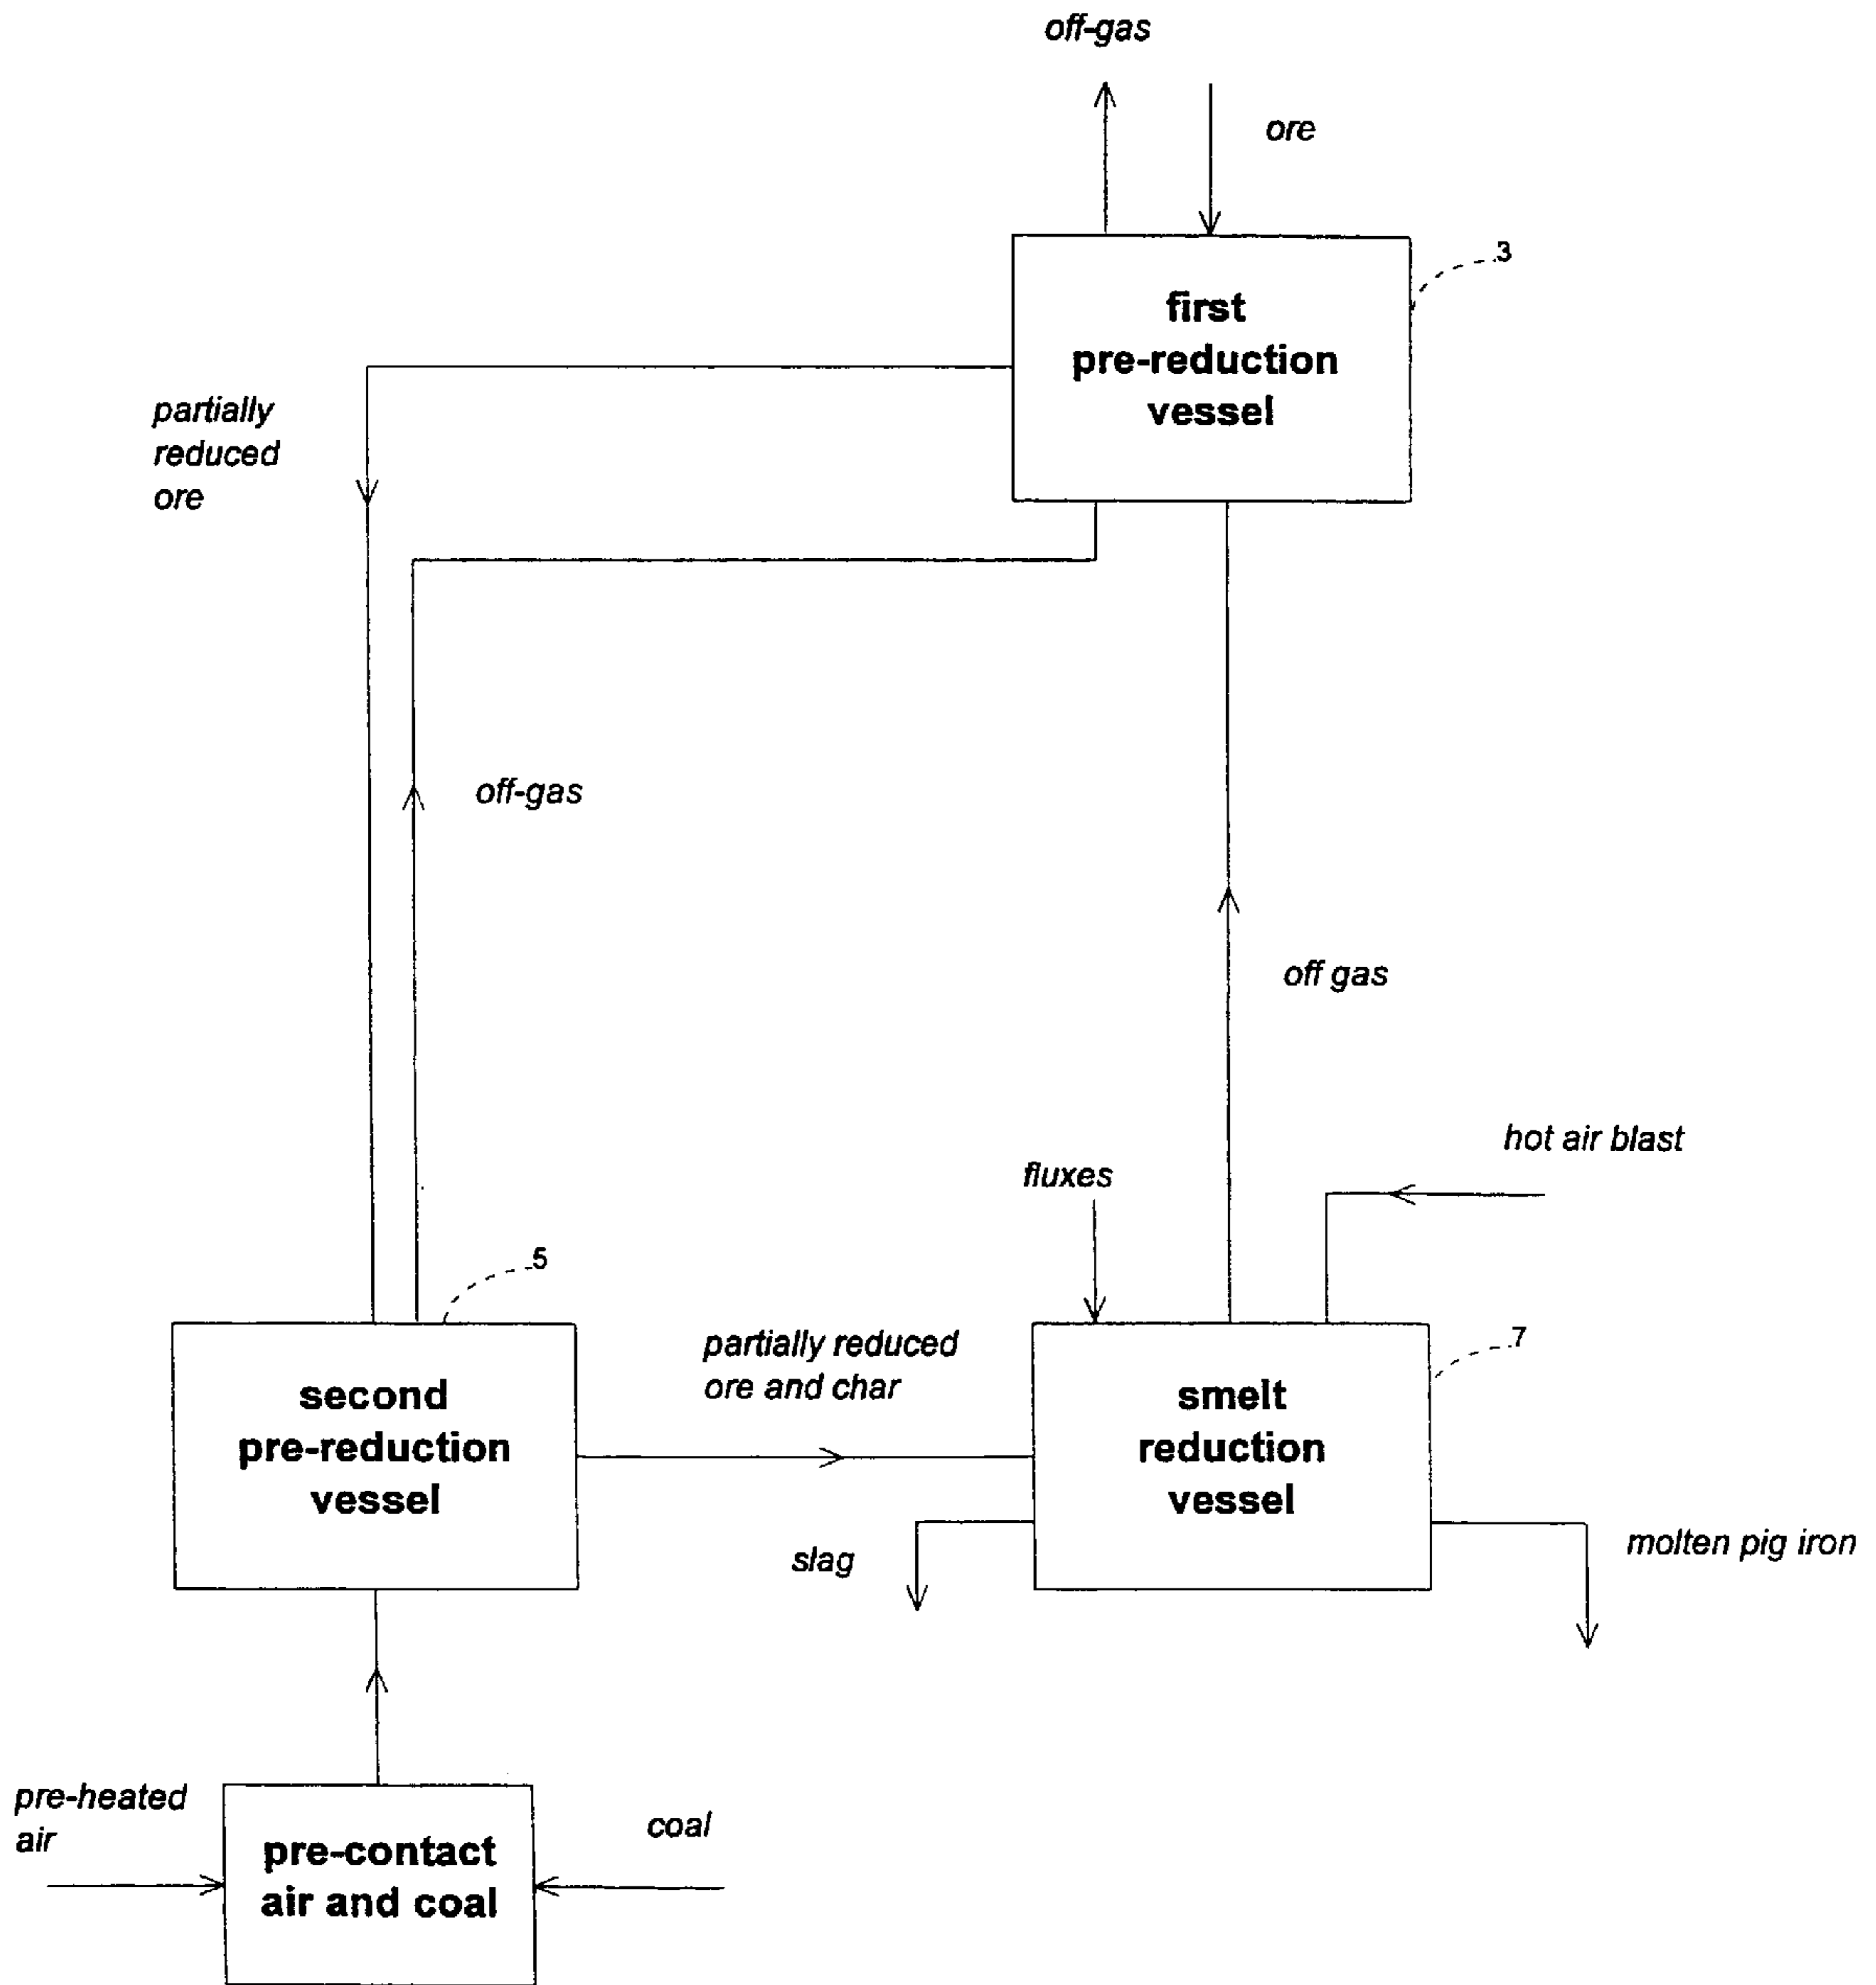 off-gas
ore
3
first
pre-reduction
vessel
partially
reduced
ore
off-gas
off gas
hot air blast
fluxes
5
7
partially reduced
ore and char
second
pre-reduction
vessel
smelt
reduction
vessel
slag
molten pig iron
pre-heated
air
coal
pre-contact
air and coal